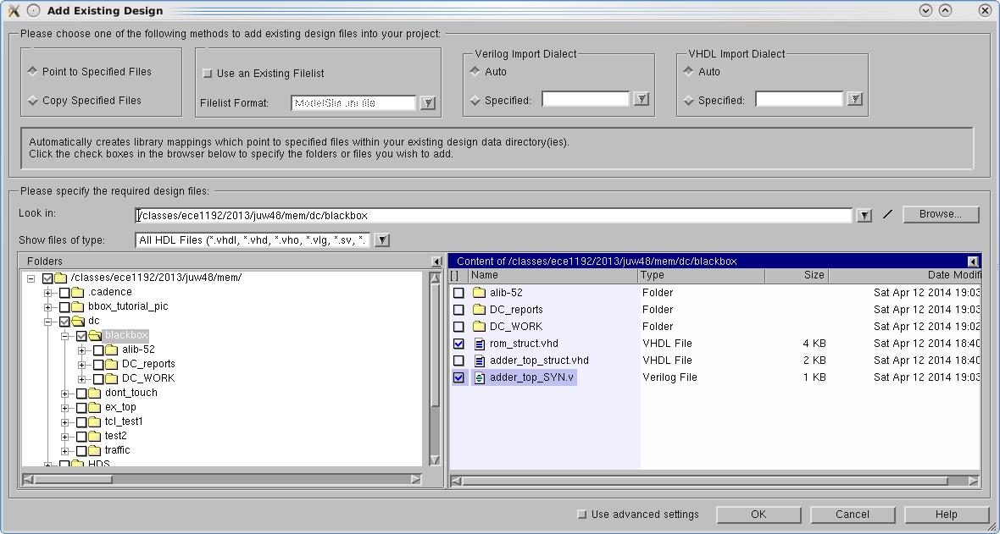 Add Existing Design
Please choose one of the following methods to add existing design files into your project:
Point to Specified Files
Copy Specified Files
Use an Existing Filelist
Filelist Format: ModelSim .ini file
Verilog Import Dialect
Auto
Specified:
VHDL Import Dialect
Auto
Specified:
Automatically creates library mappings which point to specified files within your existing design data directory(ies).
Click the check boxes in the browser below to specify the folders or files you wish to add.
Please specify the required design files:
Look in: /classes/ece1192/2013/juw48/mem/dc/blackbox
Browse...
Show files of type: All HDL Files (*.vhdl, *.vhd, *.vho, *.vlg, *.sv, *.
Folders
/classes/ece1192/2013/juw48/mem/
.cadence
bbox_tutorial_pic
dc
blackbox
alib-52
DC_reports
DC_WORK
dont_touch
ex_top
tcl_test1
test2
traffic
HDS
Content of /classes/ece1192/2013/juw48/mem/dc/blackbox
[ ] Name Type Size Date Modifi
alib-52 Folder Sat Apr 12 2014 19:03
DC_reports Folder Sat Apr 12 2014 19:03
DC_WORK Folder Sat Apr 12 2014 19:02
rom_struct.vhd VHDL File 4 KB Sat Apr 12 2014 18:40
adder_top_struct.vhd VHDL File 2 KB Sat Apr 12 2014 18:40
adder_top_SYN.v Verilog File 1 KB Sat Apr 12 2014 19:03
Use advanced settings
OK
Cancel
Help